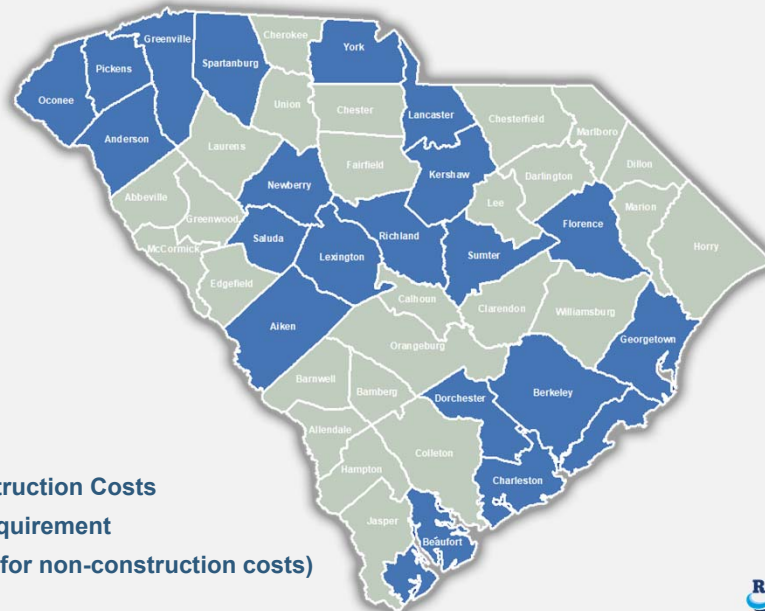 Cherokee
York
Greenville
Spartanburg
Pickens
Oconee
Union
Chester
Lancaster
Chesterfield
Marlboro
Anderson
Laurens
Dillon
Fairfield
Kershaw
Darlington
Newberry
Abbeville
Lee
Marion
Greenwood
Florence
Richland
Saluda
Horry
McCormick
Lexington
Sumter
Edgefield
Calhoun
Clarendon
Williamsburg
Aiken
Georgetown
Orangeburg
Barnwell
Berkeley
Bamberg
Dorchester
Allendale
Colleton
Hampton
Charleston
truction Costs
Jasper
quirement
Beaufort
for non-construction costs)
R